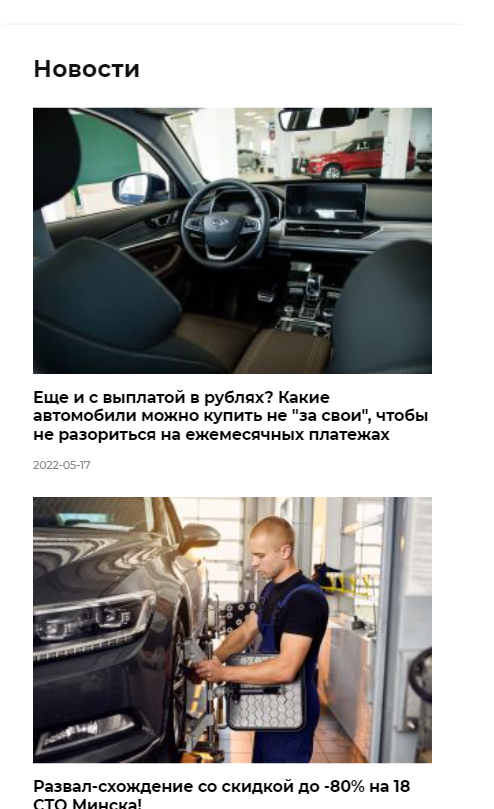 Новости
Еще и с выплатой в рублях? Какие
автомобили можно купить не "за свои", чтобы
не разориться на ежемесячных платежах
2022-05-17
Развал-схождение со скидкой до -80% на 18
СТО Минска!